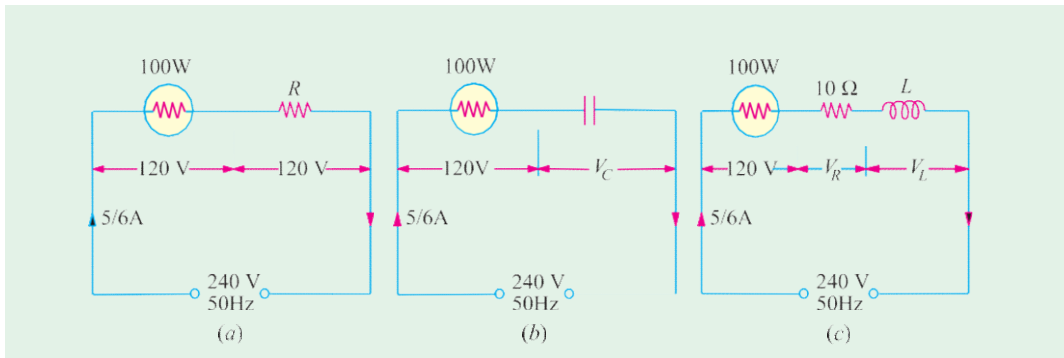 100W
R
120 V
120 V
5/6A
240 V
50Hz
(a)
100W
120V
V_C
5/6A
240 V
50Hz
(b)
100W
10 Ω
L
120 V
V_R
V_L
5/6A
240 V
50Hz
(c)